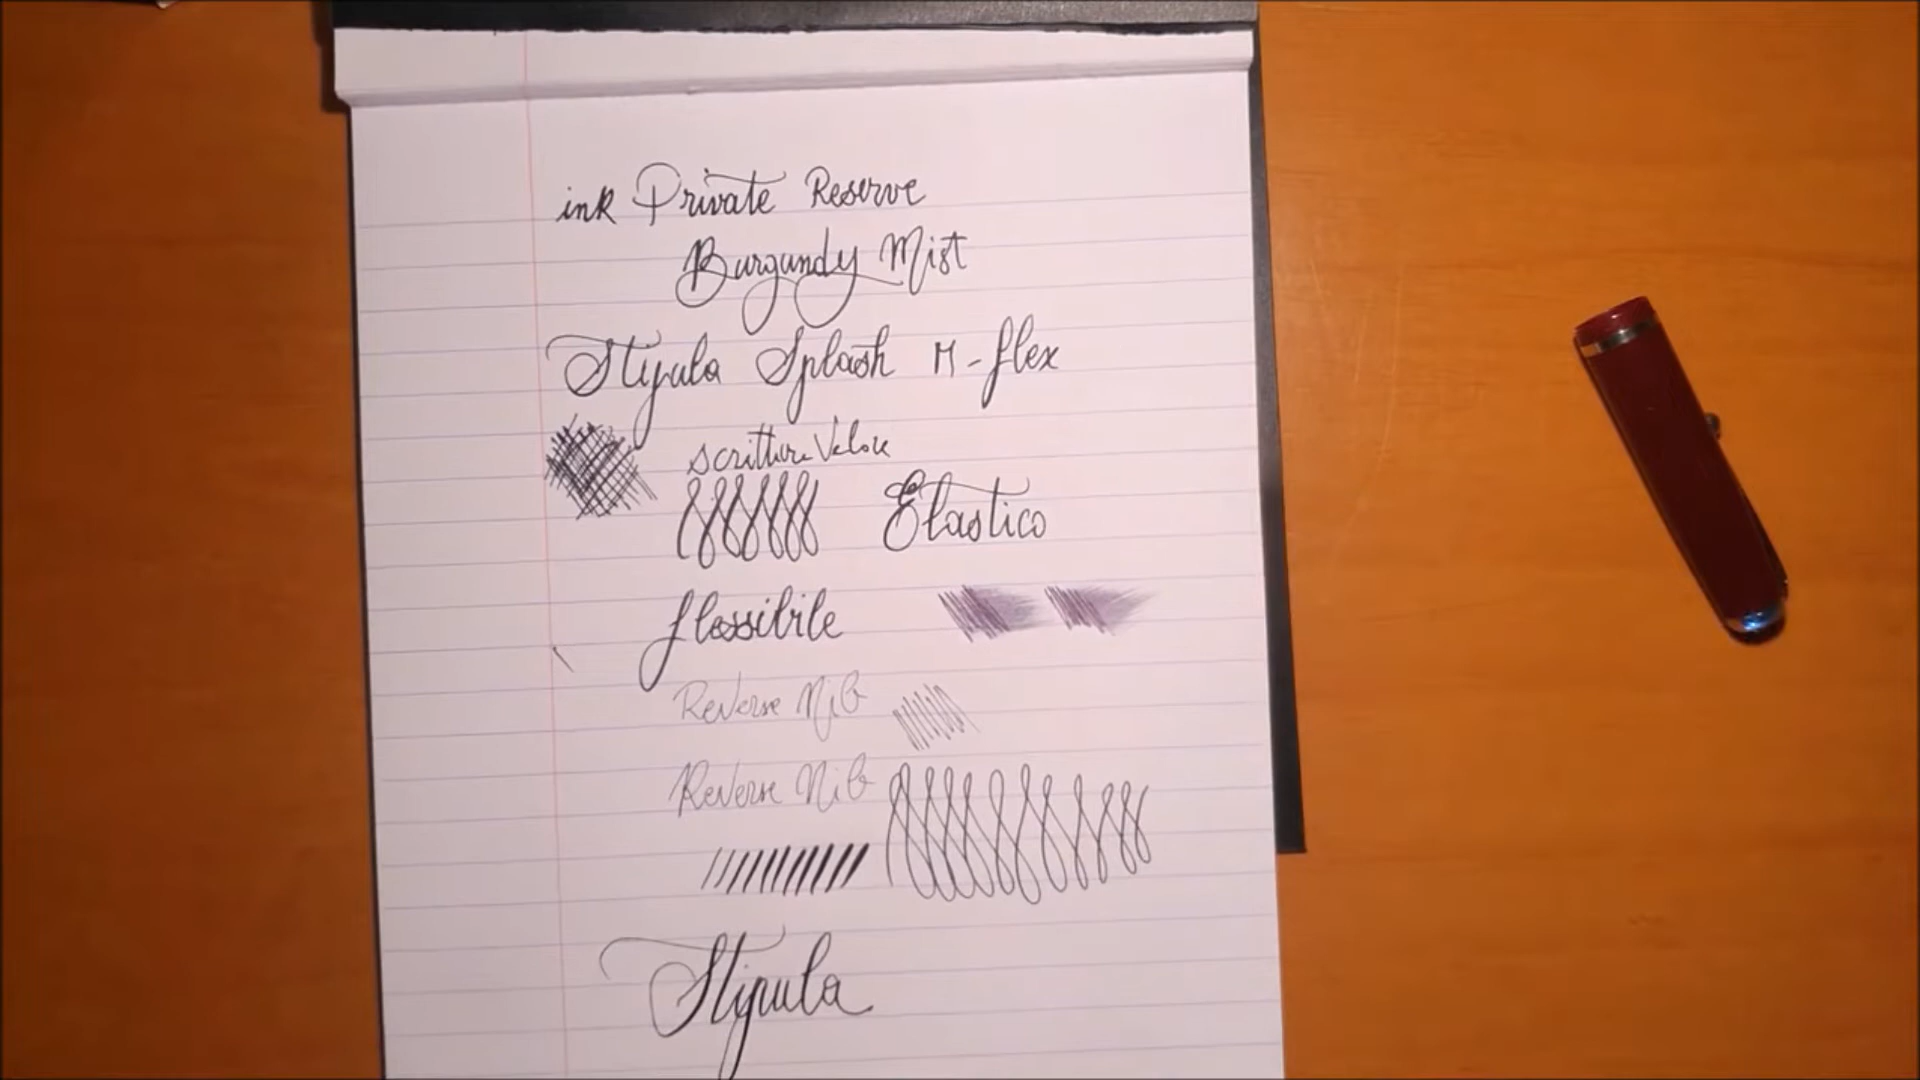 ink Private Reserve
Burgundy Mist
Stipula Splash M-flex
scrittura Veloce
Elastico
flessibile
Reverse Nib
Reverse Nib
Stipula